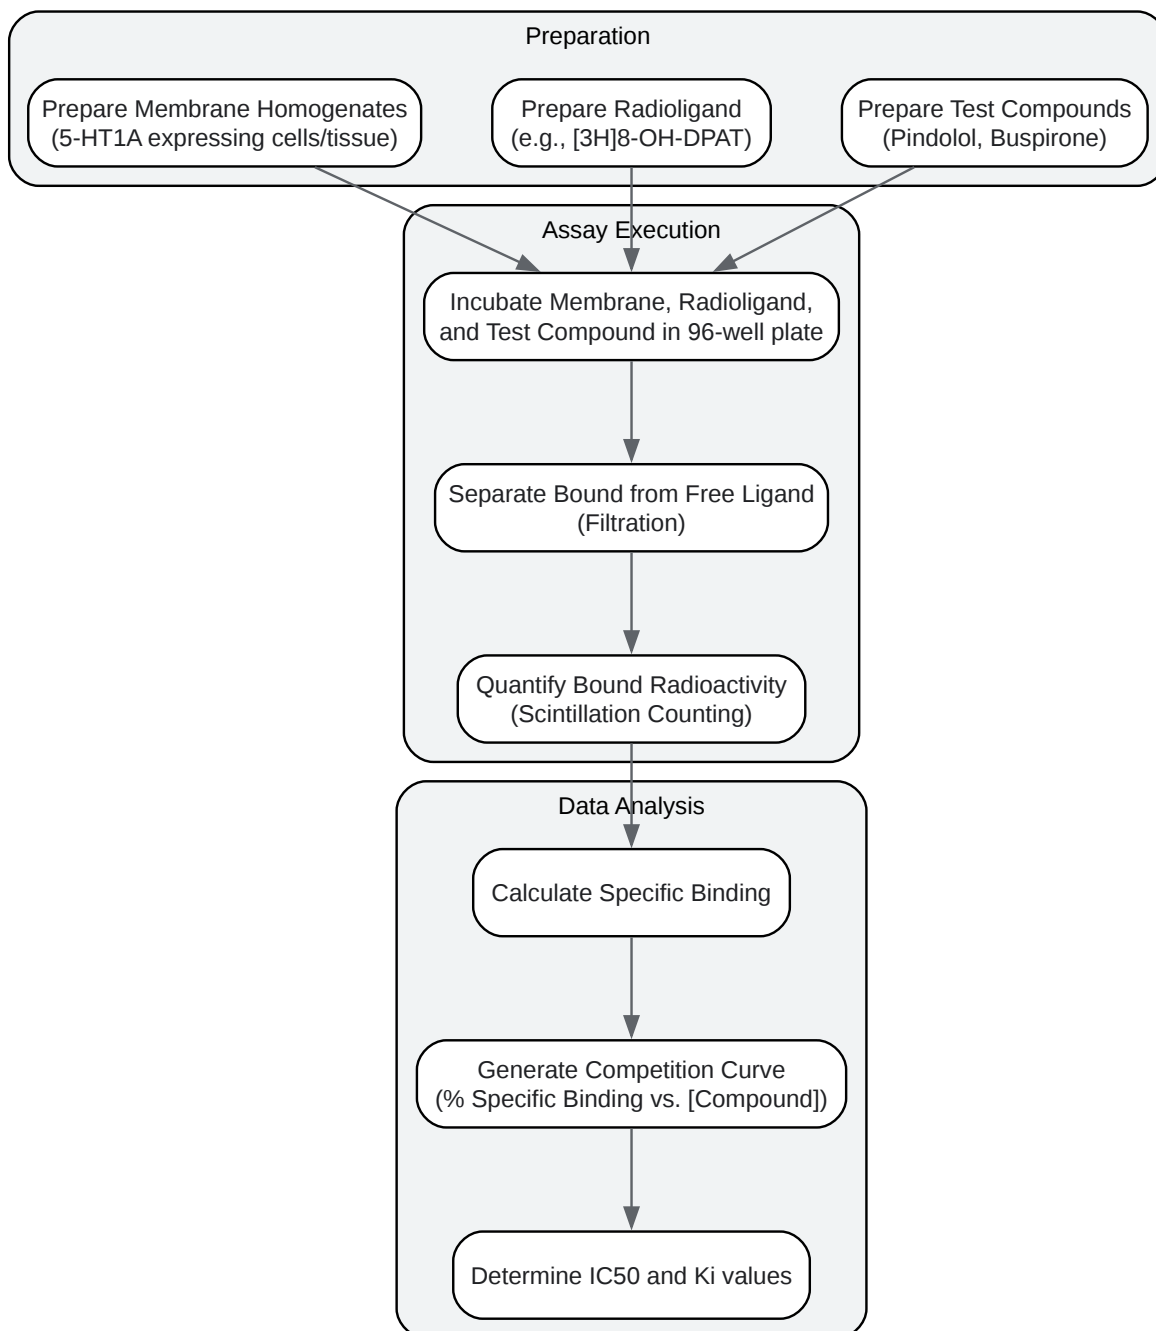 Preparation
Prepare Membrane Homogenates
(5-HT1A expressing cells/tissue)
Prepare Radioligand
(e.g., [3H]8-OH-DPAT)
Prepare Test Compounds
(Pindolol, Buspirone)
Assay Execution
Incubate Membrane, Radioligand,
and Test Compound in 96-well plate
Separate Bound from Free Ligand
(Filtration)
Quantify Bound Radioactivity
(Scintillation Counting)
Data Analysis
Calculate Specific Binding
Generate Competition Curve
(% Specific Binding vs. [Compound])
Determine IC50 and Ki values